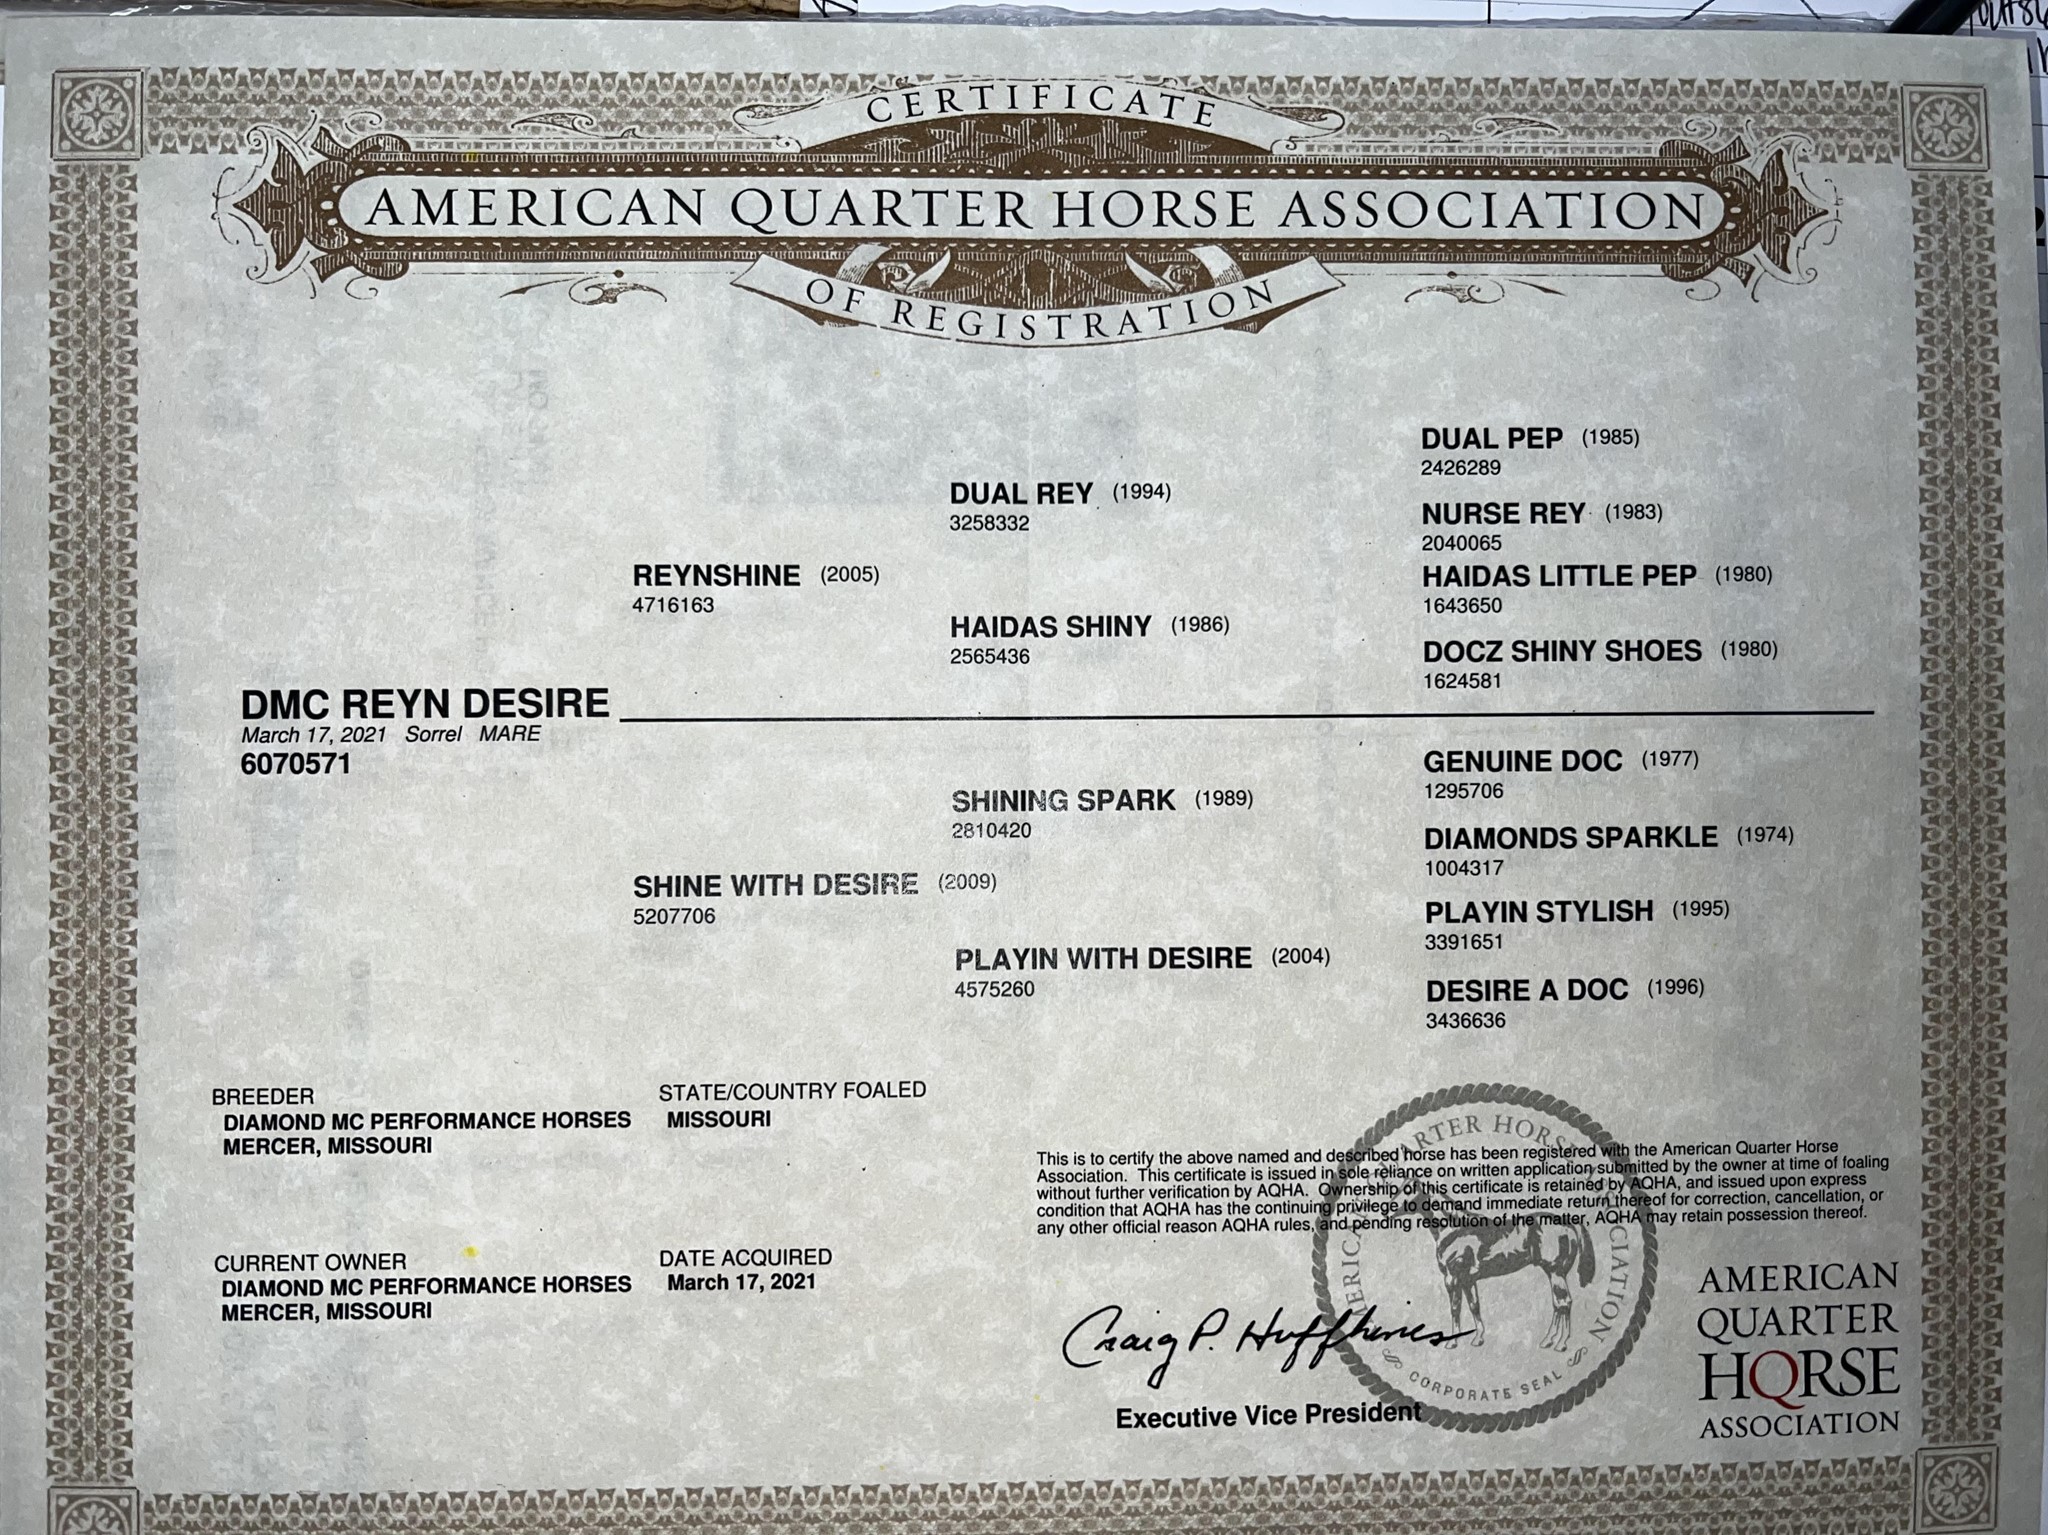 CERTIFICATE
AMERICAN QUARTER HORSE ASSOCIATION
OF REGISTRATION
DUAL PEP (1985)
2426289
DUAL REY (1994)
3258332
NURSE REY (1983)
2040065
REYNSHINE (2005)
4716163
HAIDAS LITTLE PEP (1980)
1643650
HAIDAS SHINY (1986)
2565436
DOCZ SHINY SHOES (1980)
1624581
DMC REYN DESIRE
March 17, 2021 Sorrel MARE
6070571
GENUINE DOC (1977)
1295706
SHINING SPARK (1989)
2810420
DIAMONDS SPARKLE (1974)
1004317
SHINE WITH DESIRE (2009)
5207706
PLAYIN STYLISH (1995)
3391651
PLAYIN WITH DESIRE (2004)
4575260
DESIRE A DOC (1996)
3436636
BREEDER
DIAMOND MC PERFORMANCE HORSES
MERCER, MISSOURI
STATE/COUNTRY FOALED
MISSOURI
CURRENT OWNER
DIAMOND MC PERFORMANCE HORSES
MERCER, MISSOURI
DATE ACQUIRED
March 17, 2021
This is to certify the above named and described horse has been registered with the American Quarter Horse
Association. This certificate is issued in sole reliance on written application submitted by the owner at time of foaling
without further verification by AQHA. Ownership of this certificate is retained by AQHA, and issued upon express
condition that AQHA has the continuing privilege to demand immediate return thereof for correction, cancellation, or
any other official reason AQHA rules, and pending resolution of the matter, AQHA may retain possession thereof.
AMERICAN QUARTER HORSE ASSOCIATION
CORPORATE SEAL
Craig P. Huffhines
Executive Vice President
AMERICAN
QUARTER
HORSE
ASSOCIATION